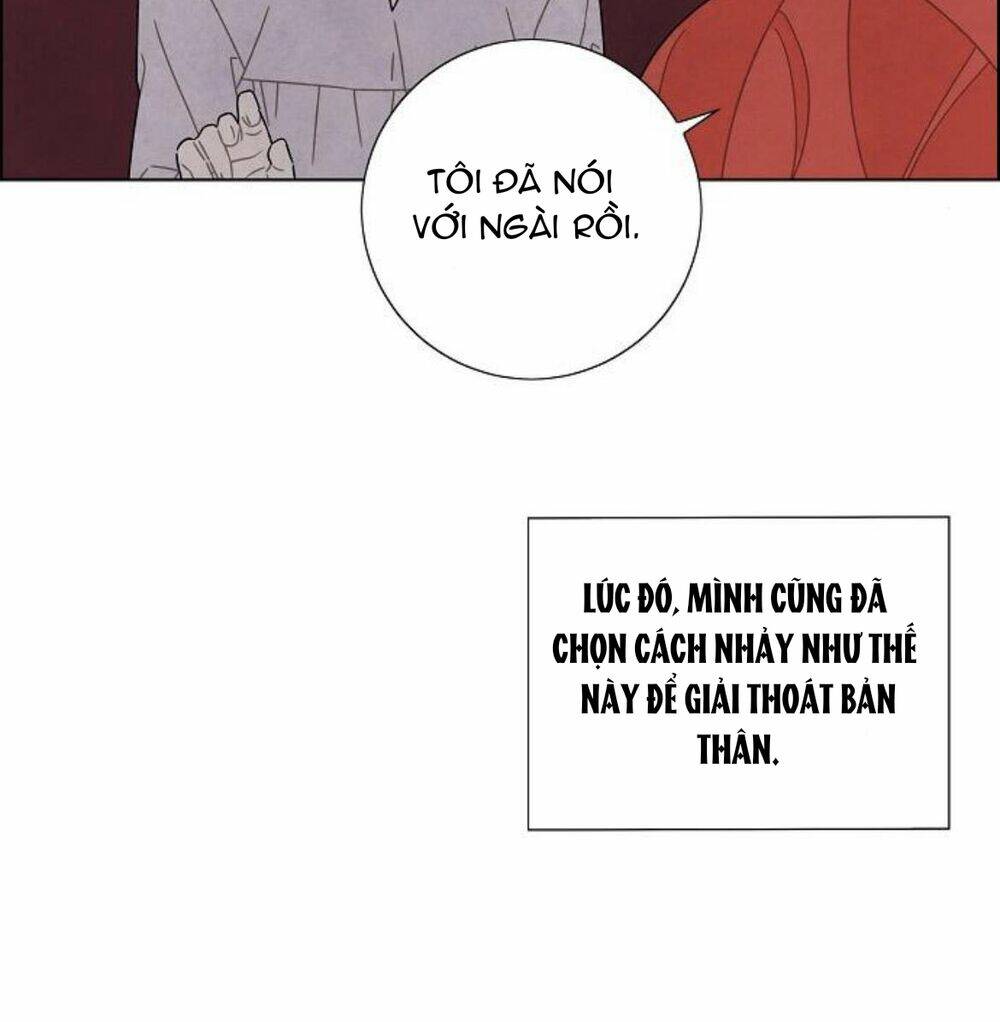 TÔI ĐÃ NÓI
VỚI NGÀI RỒI.
LÚC ĐÓ, MÌNH CŨNG ĐÃ
CHỌN CÁCH NHẢY NHƯ THẾ
NÀY ĐỂ GIẢI THOÁT BẢN
THÂN.